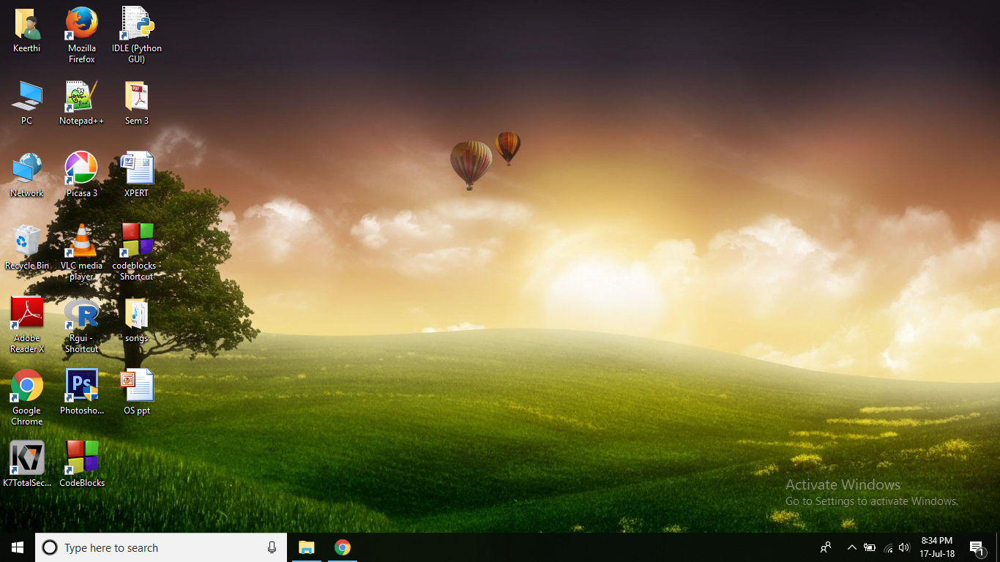 Keerthi
Mozilla
Firefox
IDLE (Python
GUI)
PC
Notepad++
Sem 3
Network
Picasa 3
XPERT
Recycle Bin
VLC media
player
codeblocks -
Shortcut
Adobe
Reader X
Rgui -
Shortcut
songs
Google
Chrome
Photosho...
OS ppt
K7TotalSec...
CodeBlocks
Activate Windows
Go to Settings to activate Windows.
Type here to search
8:34 PM
17-Jul-18
1